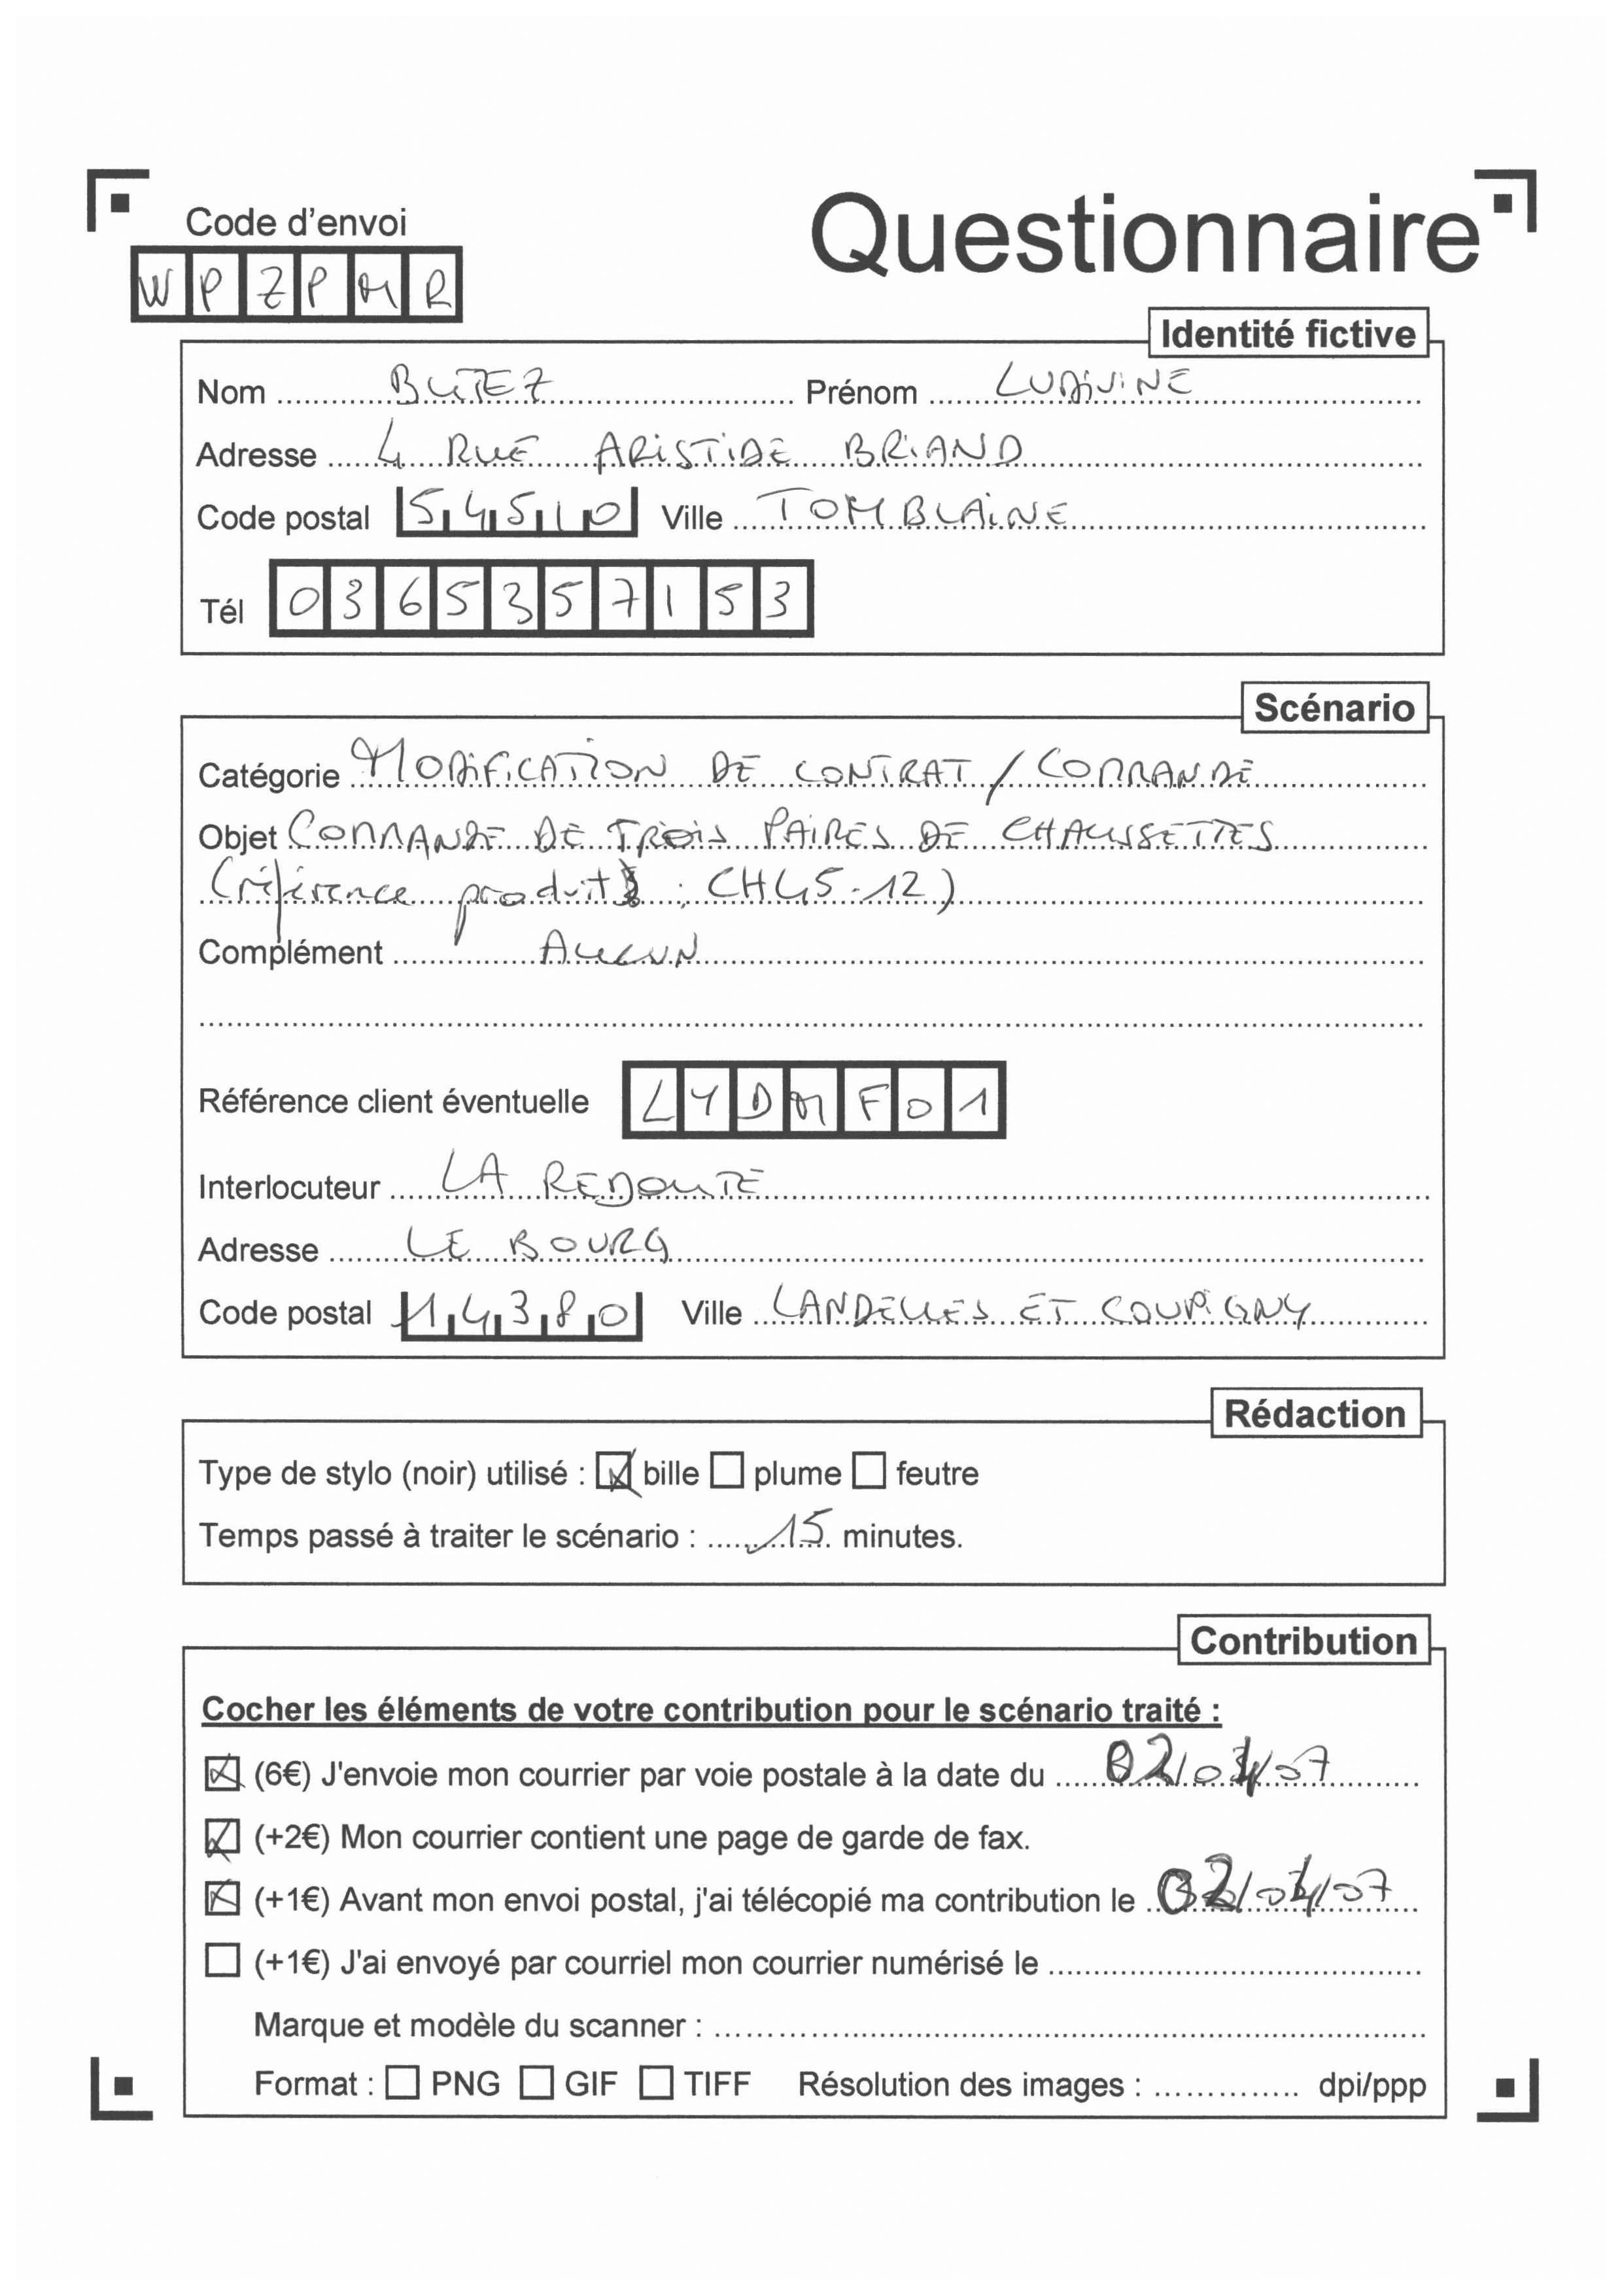 Code d'envoi
Questionnaire
WPZPMR
Identité fictive
Nom BUTEZ Prénom LUDIVINE
Adresse 4 RUE ARISTIDE BRIAND
Code postal 54510 Ville TOMBLAINE
Tél 0365357153
Scénario
Catégorie MODIFICATION DE CONTRAT / COMMANDE
Objet COMMANDE DE TROIS PAIRES DE CHAUSSETTES
(référence produit : CH45-12)
Complément AUCUN
Référence client éventuelle LYDMF01
Interlocuteur LA REDOUTE
Adresse LE BOURG
Code postal 14380 Ville LANDELLES ET COUPIGNY
Rédaction
Type de stylo (noir) utilisé : bille plume feutre
Temps passé à traiter le scénario : 15 minutes.
Contribution
Cocher les éléments de votre contribution pour le scénario traité :
(6€) J'envoie mon courrier par voie postale à la date du
(+2€) Mon courrier contient une page de garde de fax.
(+1€) Avant mon envoi postal, j'ai télécopié ma contribution le
(+1€) J'ai envoyé par courriel mon courrier numérisé le
Marque et modèle du scanner :
Format : PNG GIF TIFF Résolution des images : dpi/ppp